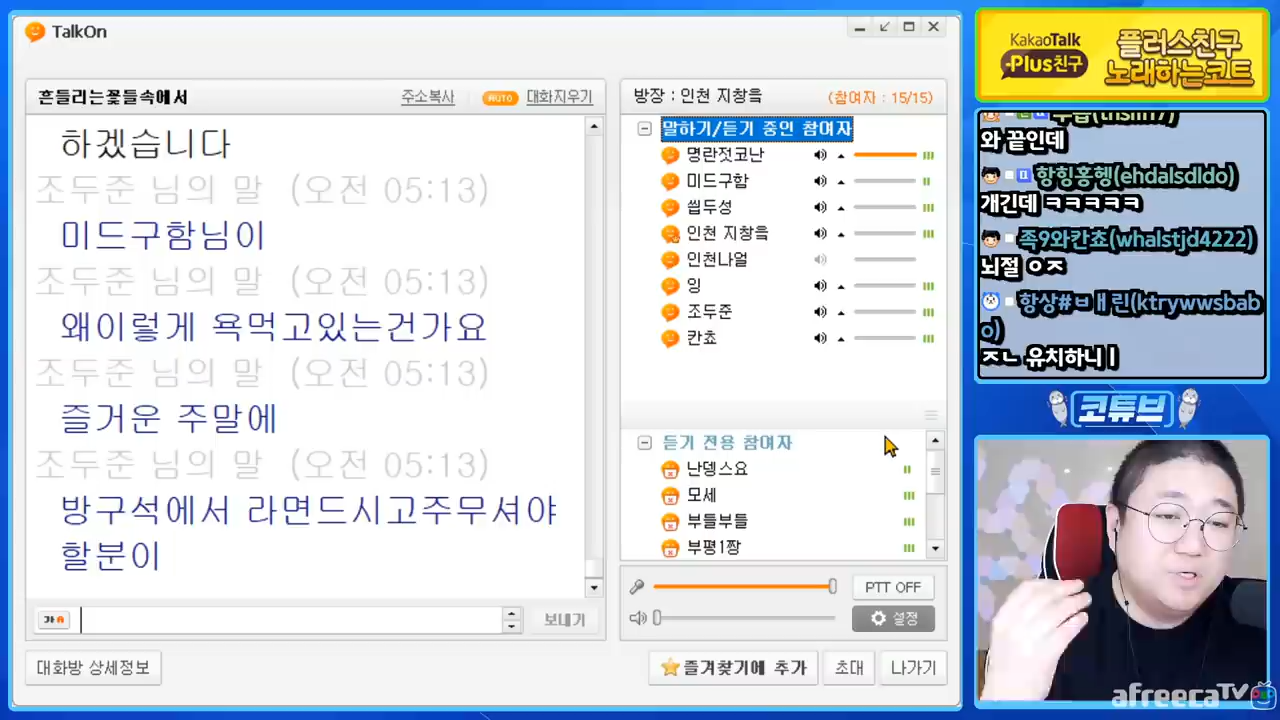 TalkOn
흔들리는꽃들속에서 주소복사 AUTO 대화지우기
하겠습니다
조두준 님의 말 (오전 05:13)
미드구함님이
조두준 님의 말 (오전 05:13)
왜이렇게 욕먹고있는건가요
조두준 님의 말 (오전 05:13)
즐거운 주말에
조두준 님의 말 (오전 05:13)
방구석에서 라면드시고주무셔야
할분이
가A
보내기
대화방 상세정보
방장 : 인천 지창욱 (참여자 : 15/15)
말하기/듣기 중인 참여자
명란젓코난
미드구함
씹두성
인천 지창욱
인천나얼
잉
조두준
칸쵸
듣기 전용 참여자
난뎅스요
모세
부들부들
부평1짱
PTT OFF
설정
즐겨찾기에 추가 초대 나가기
KakaoTalk
Plus친구
플러스친구
노래하는코트
와 끝인데
항힝홍헹(ehdalsdldo)
개긴데 ㅋㅋㅋㅋㅋ
족9와칸쵸(whalstjd4222)
뇌절 ㅇㅈ
항상#ㅂㅐ린(ktrywwsbab
o)
ㅈㄴ 유치하니ㅣ
코튜브
afreecaTV